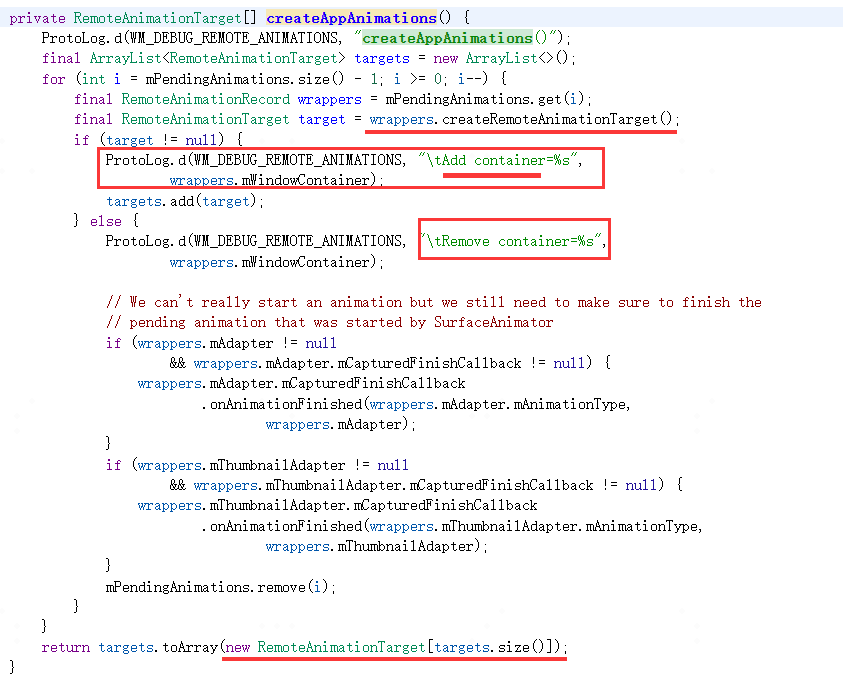 private RemoteAnimationTarget[] createAppAnimations() {
    ProtoLog.d(WM_DEBUG_REMOTE_ANIMATIONS, "createAppAnimations()");
    final ArrayList<RemoteAnimationTarget> targets = new ArrayList<>();
    for (int i = mPendingAnimations.size() - 1; i >= 0; i--) {
        final RemoteAnimationRecord wrappers = mPendingAnimations.get(i);
        final RemoteAnimationTarget target = wrappers.createRemoteAnimationTarget();
        if (target != null) {
            ProtoLog.d(WM_DEBUG_REMOTE_ANIMATIONS, "\tAdd container=%s",
                    wrappers.mWindowContainer);
            targets.add(target);
        } else {
            ProtoLog.d(WM_DEBUG_REMOTE_ANIMATIONS, "\tRemove container=%s",
                    wrappers.mWindowContainer);
            // We can't really start an animation but we still need to make sure to finish the
            // pending animation that was started by SurfaceAnimator
            if (wrappers.mAdapter != null
                    && wrappers.mAdapter.mCapturedFinishCallback != null) {
                wrappers.mAdapter.mCapturedFinishCallback
                        .onAnimationFinished(wrappers.mAdapter.mAnimationType,
                                wrappers.mAdapter);
            }
            if (wrappers.mThumbnailAdapter != null
                    && wrappers.mThumbnailAdapter.mCapturedFinishCallback != null) {
                wrappers.mThumbnailAdapter.mCapturedFinishCallback
                        .onAnimationFinished(wrappers.mThumbnailAdapter.mAnimationType,
                                wrappers.mThumbnailAdapter);
            }
            mPendingAnimations.remove(i);
        }
    }
    return targets.toArray(new RemoteAnimationTarget[targets.size()]);
}